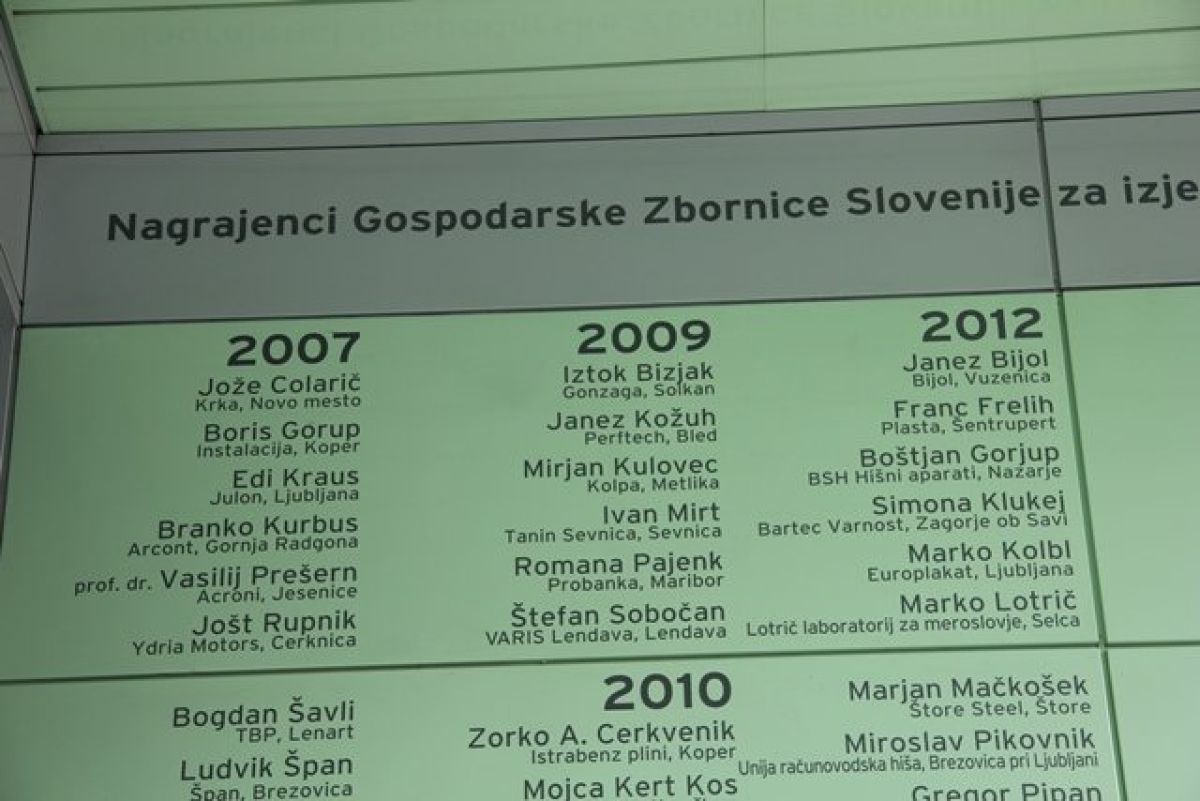 Nagrajenci Gospodarske Zbornice Slovenije za izje
2007
Jože Colarič
Krka, Novo mesto
Boris Gorup
Instalacija, Koper
Edi Kraus
Julon, Ljubljana
Branko Kurbus
Arcont, Gornja Radgona
prof. dr. Vasilij Prešern
Acroni, Jesenice
Jošt Rupnik
Ydria Motors, Cerknica
Bogdan Šavli
TBP, Lenart
Ludvik Špan
Špan, Brezovica
2009
Iztok Bizjak
Gonzaga, Solkan
Janez Kožuh
Perftech, Bled
Mirjan Kulovec
Kolpa, Metlika
Ivan Mirt
Tanin Sevnica, Sevnica
Romana Pajenk
Probanka, Maribor
Štefan Sobočan
VARIS Lendava, Lendava
2010
Zorko A. Cerkvenik
Istrabenz plini, Koper
Mojca Kert Kos
2012
Janez Bijol
Bijol, Vuzenica
Franc Frelih
Plasta, Šentrupert
Boštjan Gorjup
BSH Hišni aparati, Nazarje
Simona Klukej
Bartec Varnost, Zagorje ob Savi
Marko Kolbl
Europlakat, Ljubljana
Marko Lotrič
Lotrič laboratorij za meroslovje, Selca
Marjan Mačkošek
Štore Steel, Štore
Miroslav Pikovnik
Unija računovodska hiša, Brezovica pri Ljubljani
Gregor Pipan